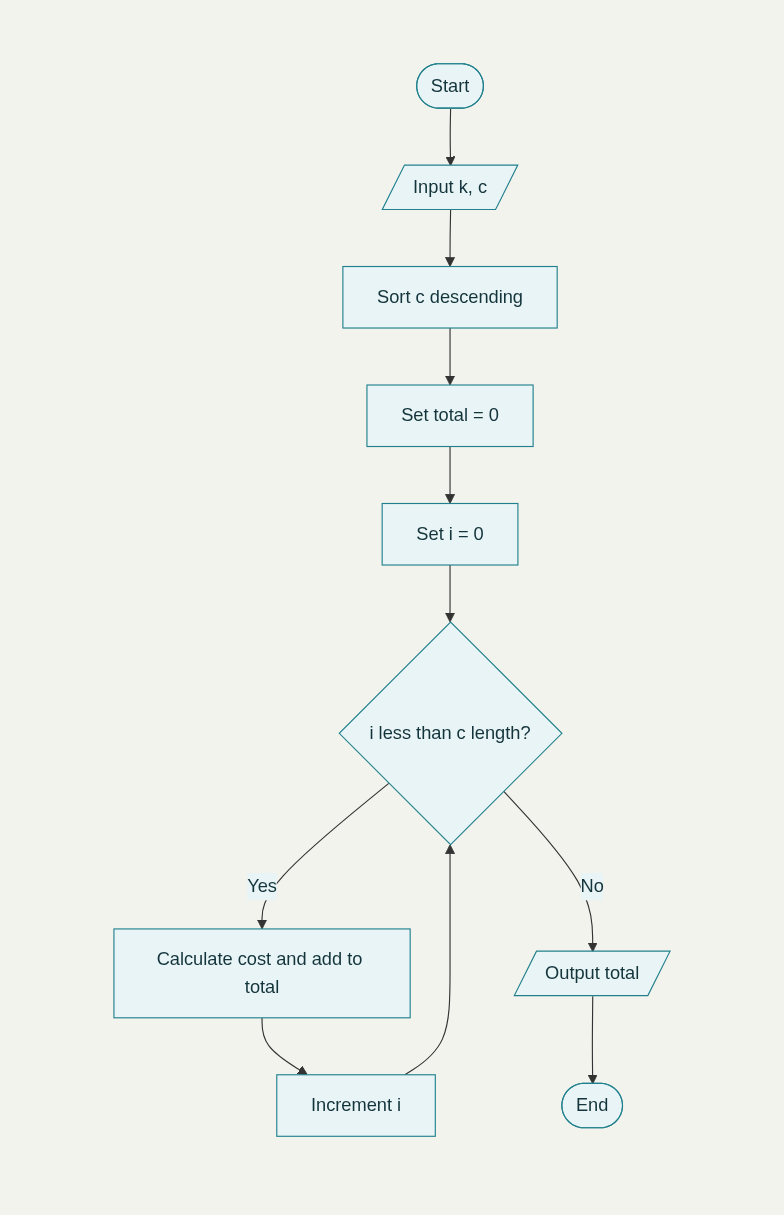 Start
Input k, c
Sort c descending
Set total = 0
Set i = 0
i less than c length?
Yes
No
Calculate cost and add to
total
Output total
Increment i
End